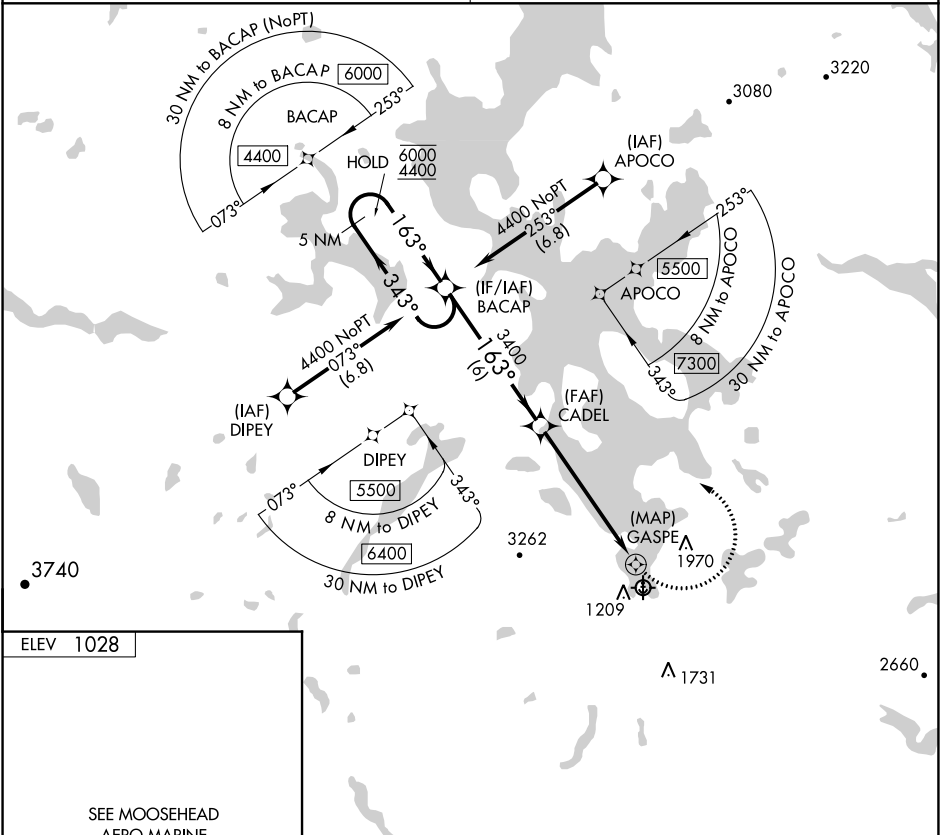 30 NM to BACAP (NoPT)
8 NM to BACAP
6000
BACAP
253°
4400
073°
HOLD
6000
4400
5 NM
163°
343°
(IF/IAF)
BACAP
(IAF)
APOCO
4400 NoPT
253°
(6.8)
3080
3220
253°
5500
APOCO
8 NM to APOCO
7300
30 NM to APOCO
343°
4400 NoPT
073°
(6.8)
(IAF)
DIPEY
3400
163°
(6)
(FAF)
CADEL
DIPEY
073°
343°
5500
8 NM to DIPEY
6400
30 NM to DIPEY
3262
(MAP)
GASPE
1970
1209
3740
1731
2660
ELEV 1028
SEE MOOSEHEAD
AERO MARINE